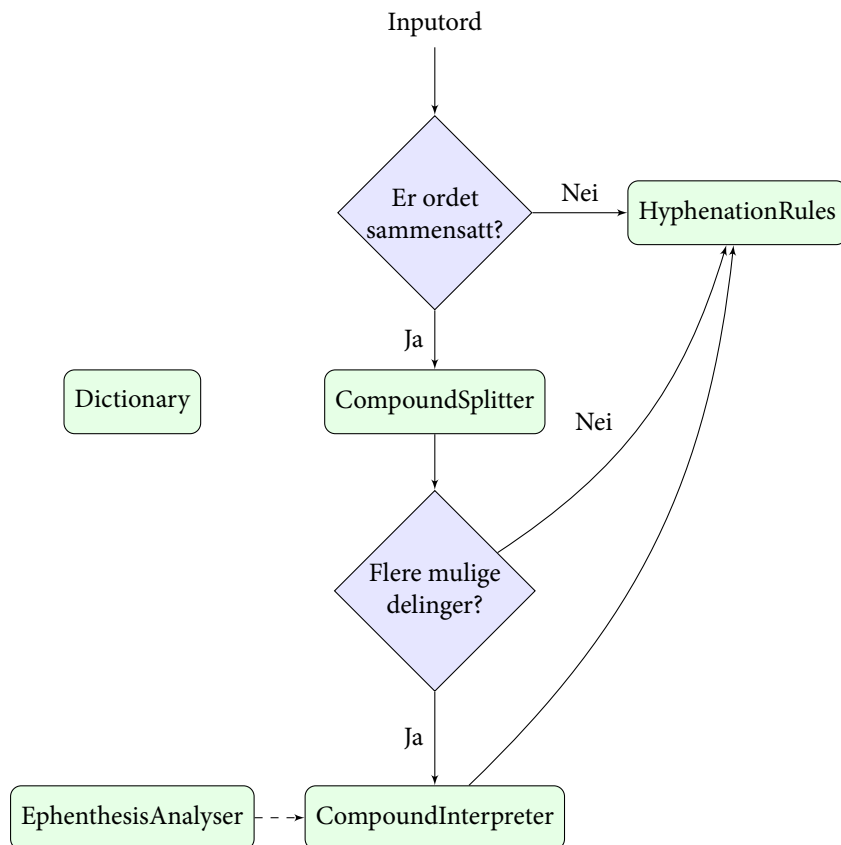 Inputord
Er ordet
sammensatt?
Nei
HyphenationRules
Ja
Dictionary
CompoundSplitter
Nei
Flere mulige
delinger?
Ja
EphenthesisAnalyser
CompoundInterpreter